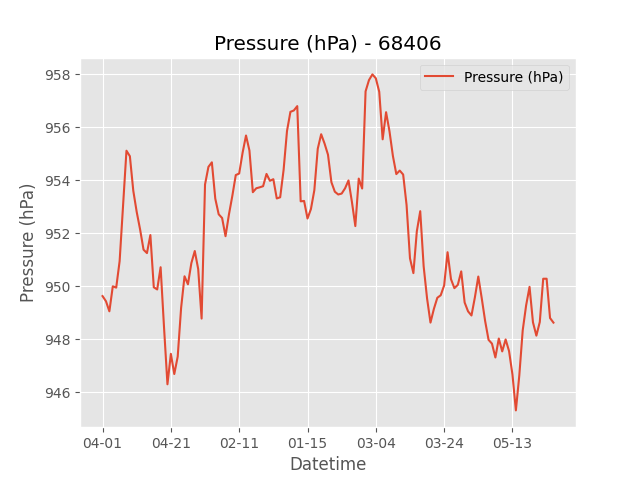 Pressure (hPa) - 68406
Pressure (hPa)
958
956
954
952
950
948
946
Pressure (hPa)
04-01 04-21 02-11 01-15 03-04 03-24 05-13
Datetime